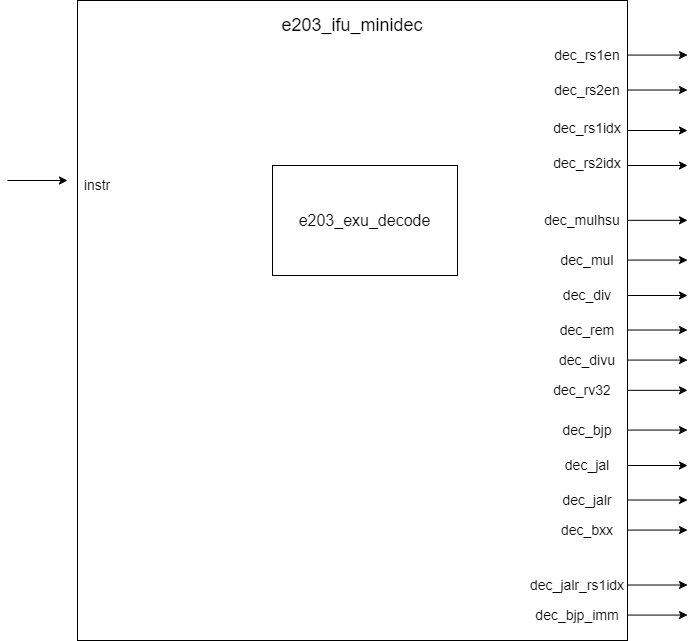 e203_ifu_minidec
dec_rs1en
dec_rs2en
dec_rs1idx
dec_rs2idx
instr
e203_exu_decode
dec_mulhsu
dec_mul
dec_div
dec_rem
dec_divu
dec_rv32
dec_bjp
dec_jal
dec_jalr
dec_bxx
dec_jalr_rs1idx
dec_bjp_imm